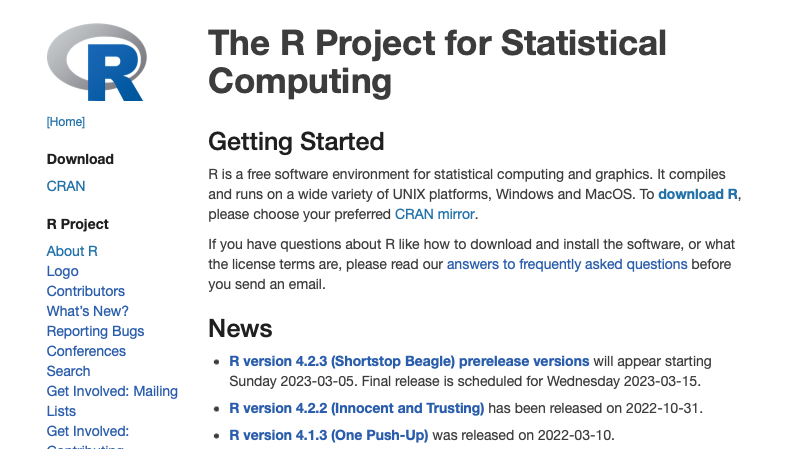 R
[Home]
Download
CRAN
R Project
About R
Logo
Contributors
What's New?
Reporting Bugs
Conferences
Search
Get Involved: Mailing
Lists
Get Involved:
Contributing
The R Project for Statistical
Computing
Getting Started
R is a free software environment for statistical computing and graphics. It compiles
and runs on a wide variety of UNIX platforms, Windows and MacOS. To download R,
please choose your preferred CRAN mirror.
If you have questions about R like how to download and install the software, or what
the license terms are, please read our answers to frequently asked questions before
you send an email.
News
• R version 4.2.3 (Shortstop Beagle) prerelease versions will appear starting
Sunday 2023-03-05. Final release is scheduled for Wednesday 2023-03-15.
• R version 4.2.2 (Innocent and Trusting) has been released on 2022-10-31.
• R version 4.1.3 (One Push-Up) was released on 2022-03-10.